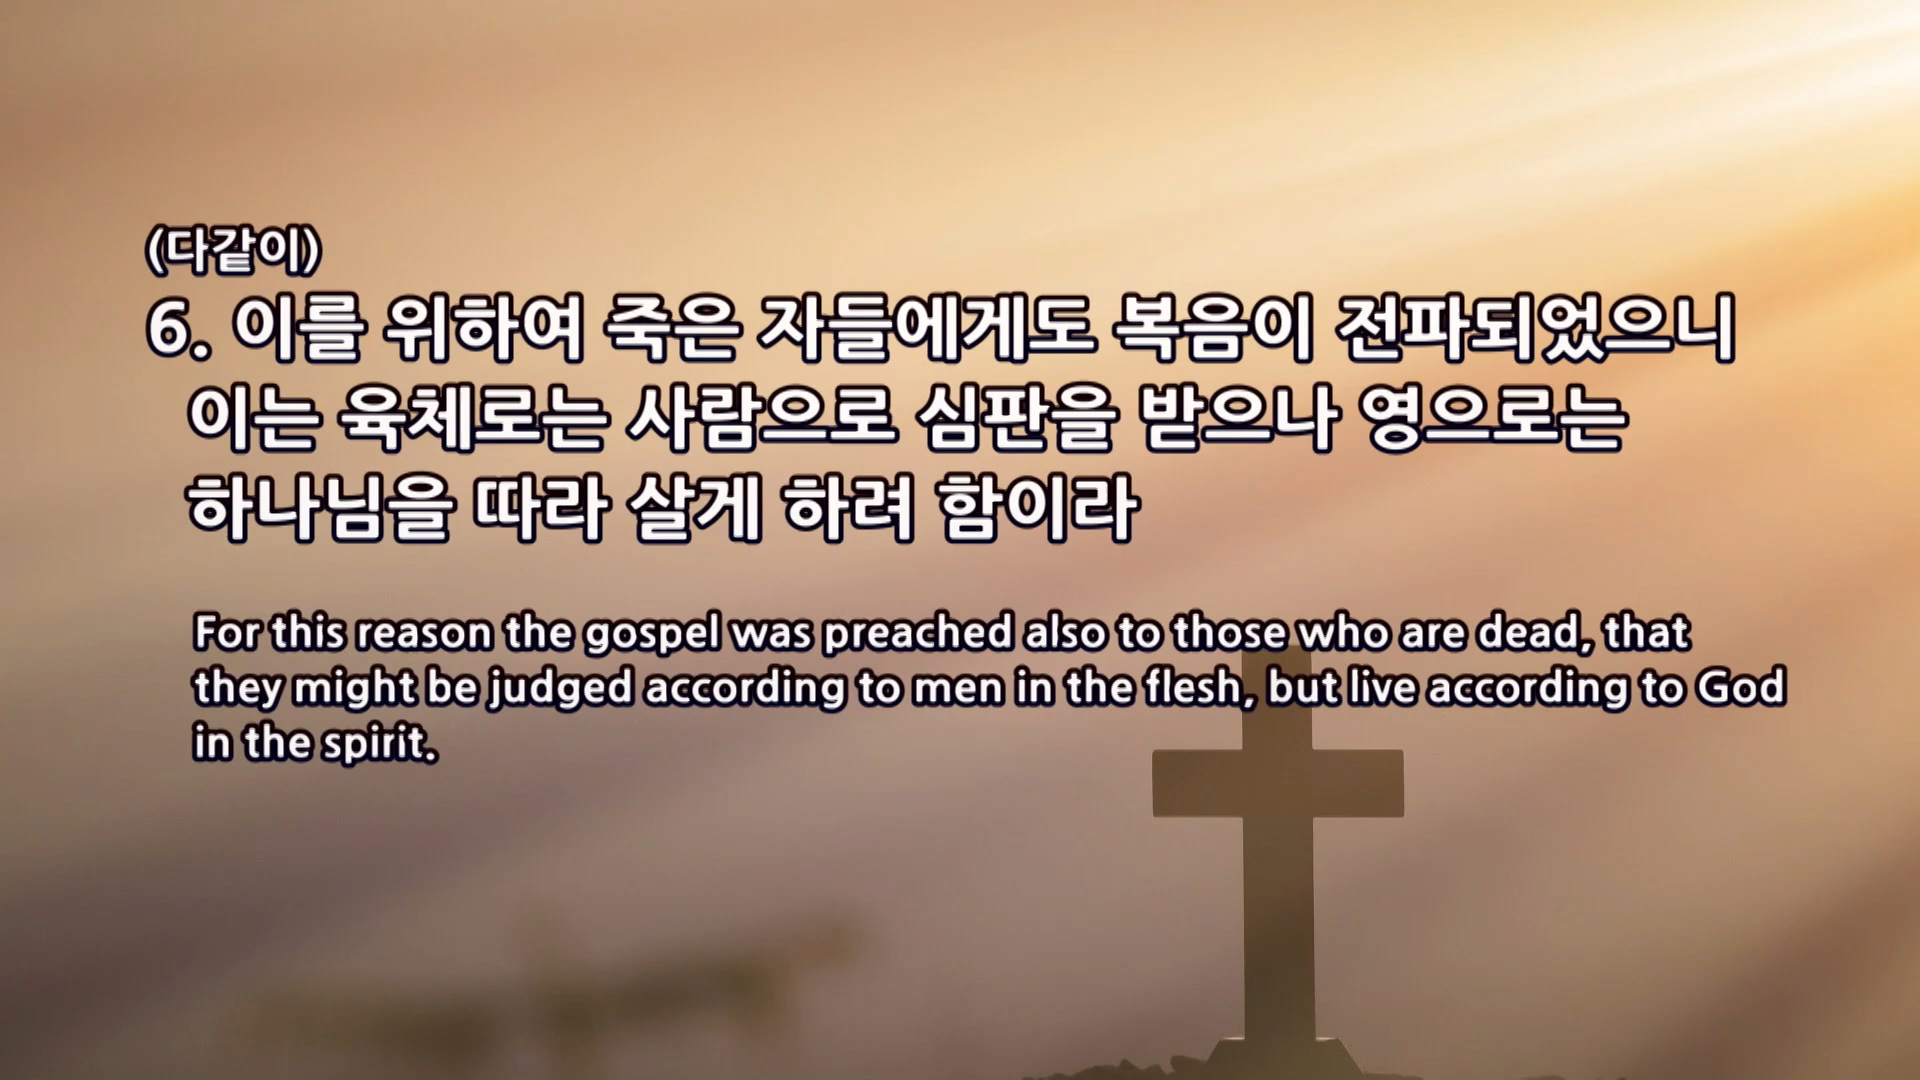 (다같이)
6. 이를 위하여 죽은 자들에게도 복음이 전파되었으니
이는 육체로는 사람으로 심판을 받으나 영으로는
하나님을 따라 살게 하려 함이라
For this reason the gospel was preached also to those who are dead, that
they might be judged according to men in the flesh, but live according to God
in the spirit.